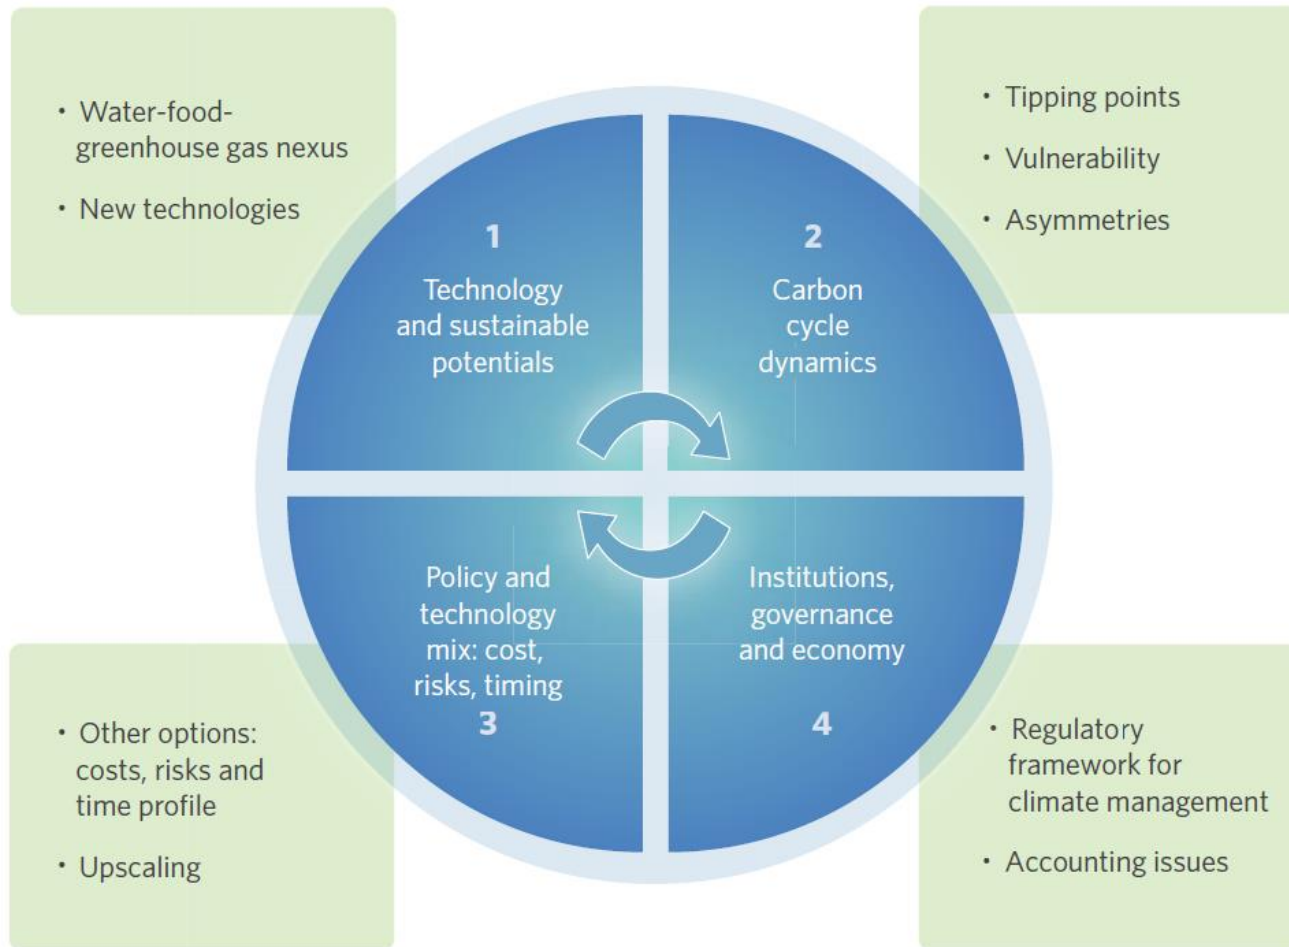 • Water-food-
greenhouse gas nexus
• New technologies
• Tipping points
• Vulnerability
• Asymmetries
1
Technology
and sustainable
potentials
2
Carbon
cycle
dynamics
Policy and
technology
mix: cost,
risks, timing
3
Institutions,
governance
and economy
4
• Other options:
costs, risks and
time profile
• Upscaling
• Regulatory
framework for
climate management
• Accounting issues